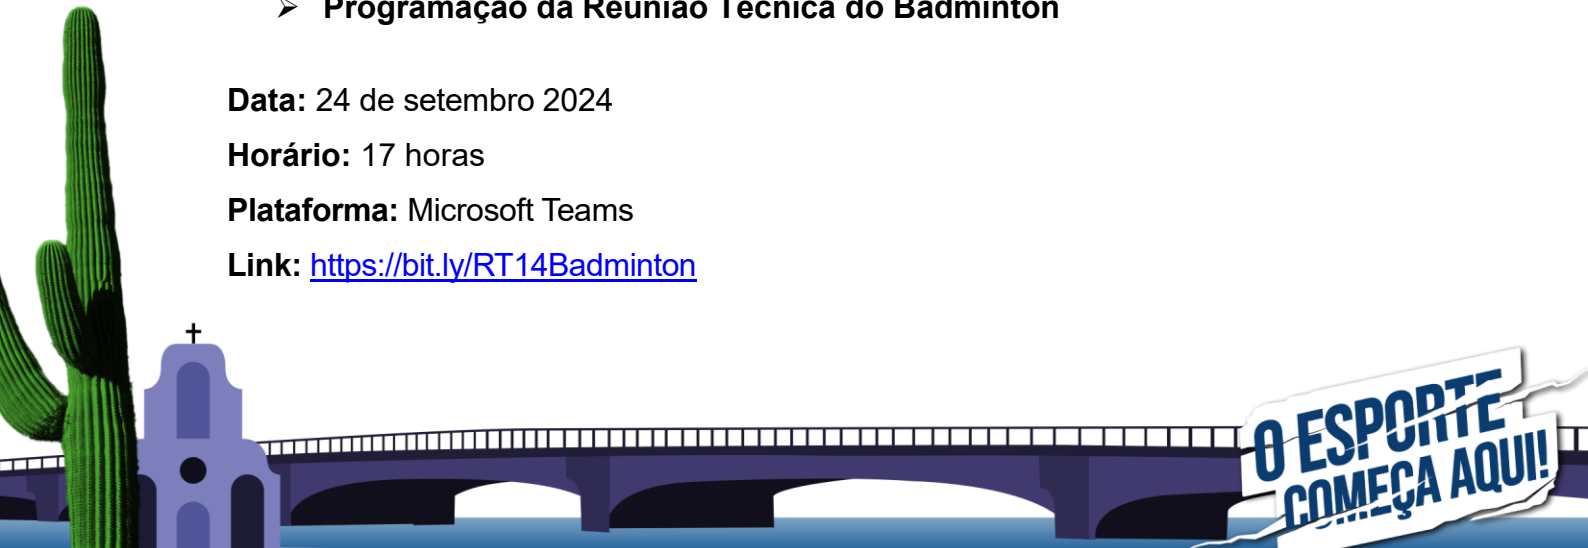 ➢ Programação da Reunião Técnica do Badminton
Data: 24 de setembro 2024
Horário: 17 horas
Plataforma: Microsoft Teams
Link: https://bit.ly/RT14Badminton
O ESPORTE
COMEÇA AQUI!